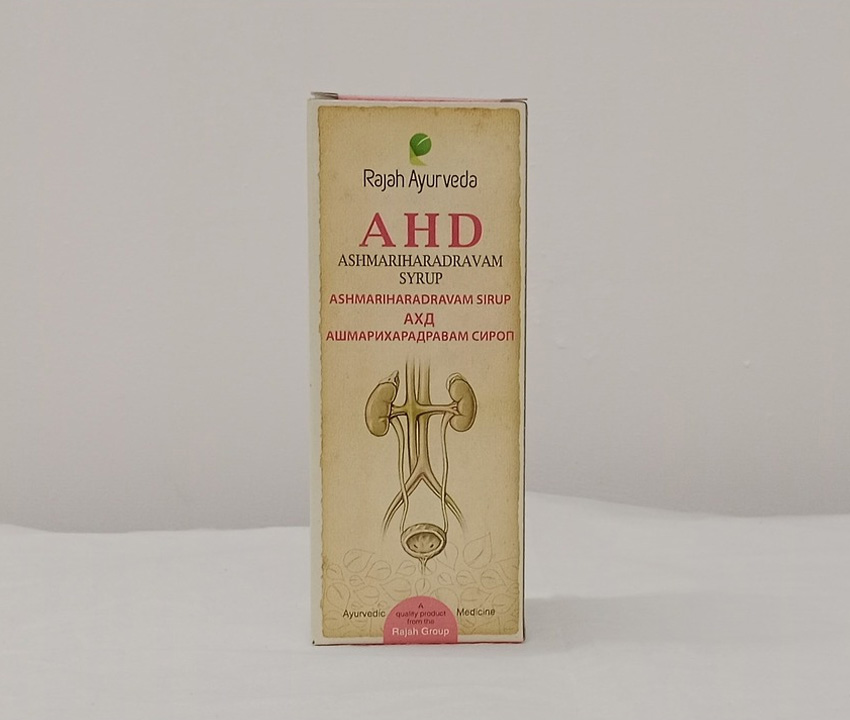 Rajah Ayurveda
AHD
ASHMARIHARADRAVAM
SYRUP
ASHMARIHARADRAVAM SIRUP
АХД
АШМАРИХАРАДРАВАМ СИРОП
Ayurvedic
A
quality product
from the
Rajah Group
Medicine